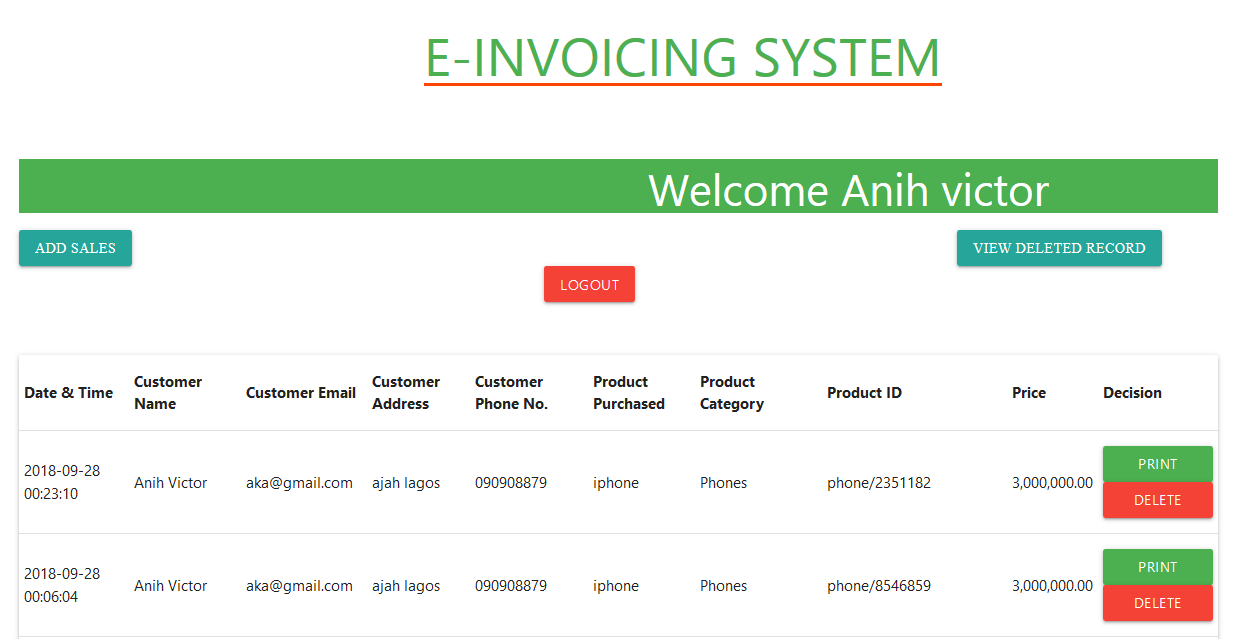 E-INVOICING SYSTEM
Welcome Anih victor
ADD SALES
VIEW DELETED RECORD
LOGOUT
Date & Time Customer Name Customer Email Customer Address Customer Phone No. Product Purchased Product Category Product ID Price Decision
2018-09-28 00:23:10 Anih Victor aka@gmail.com ajah lagos 090908879 iphone Phones phone/2351182 3,000,000.00 PRINT
DELETE
2018-09-28 00:06:04 Anih Victor aka@gmail.com ajah lagos 090908879 iphone Phones phone/8546859 3,000,000.00 PRINT
DELETE